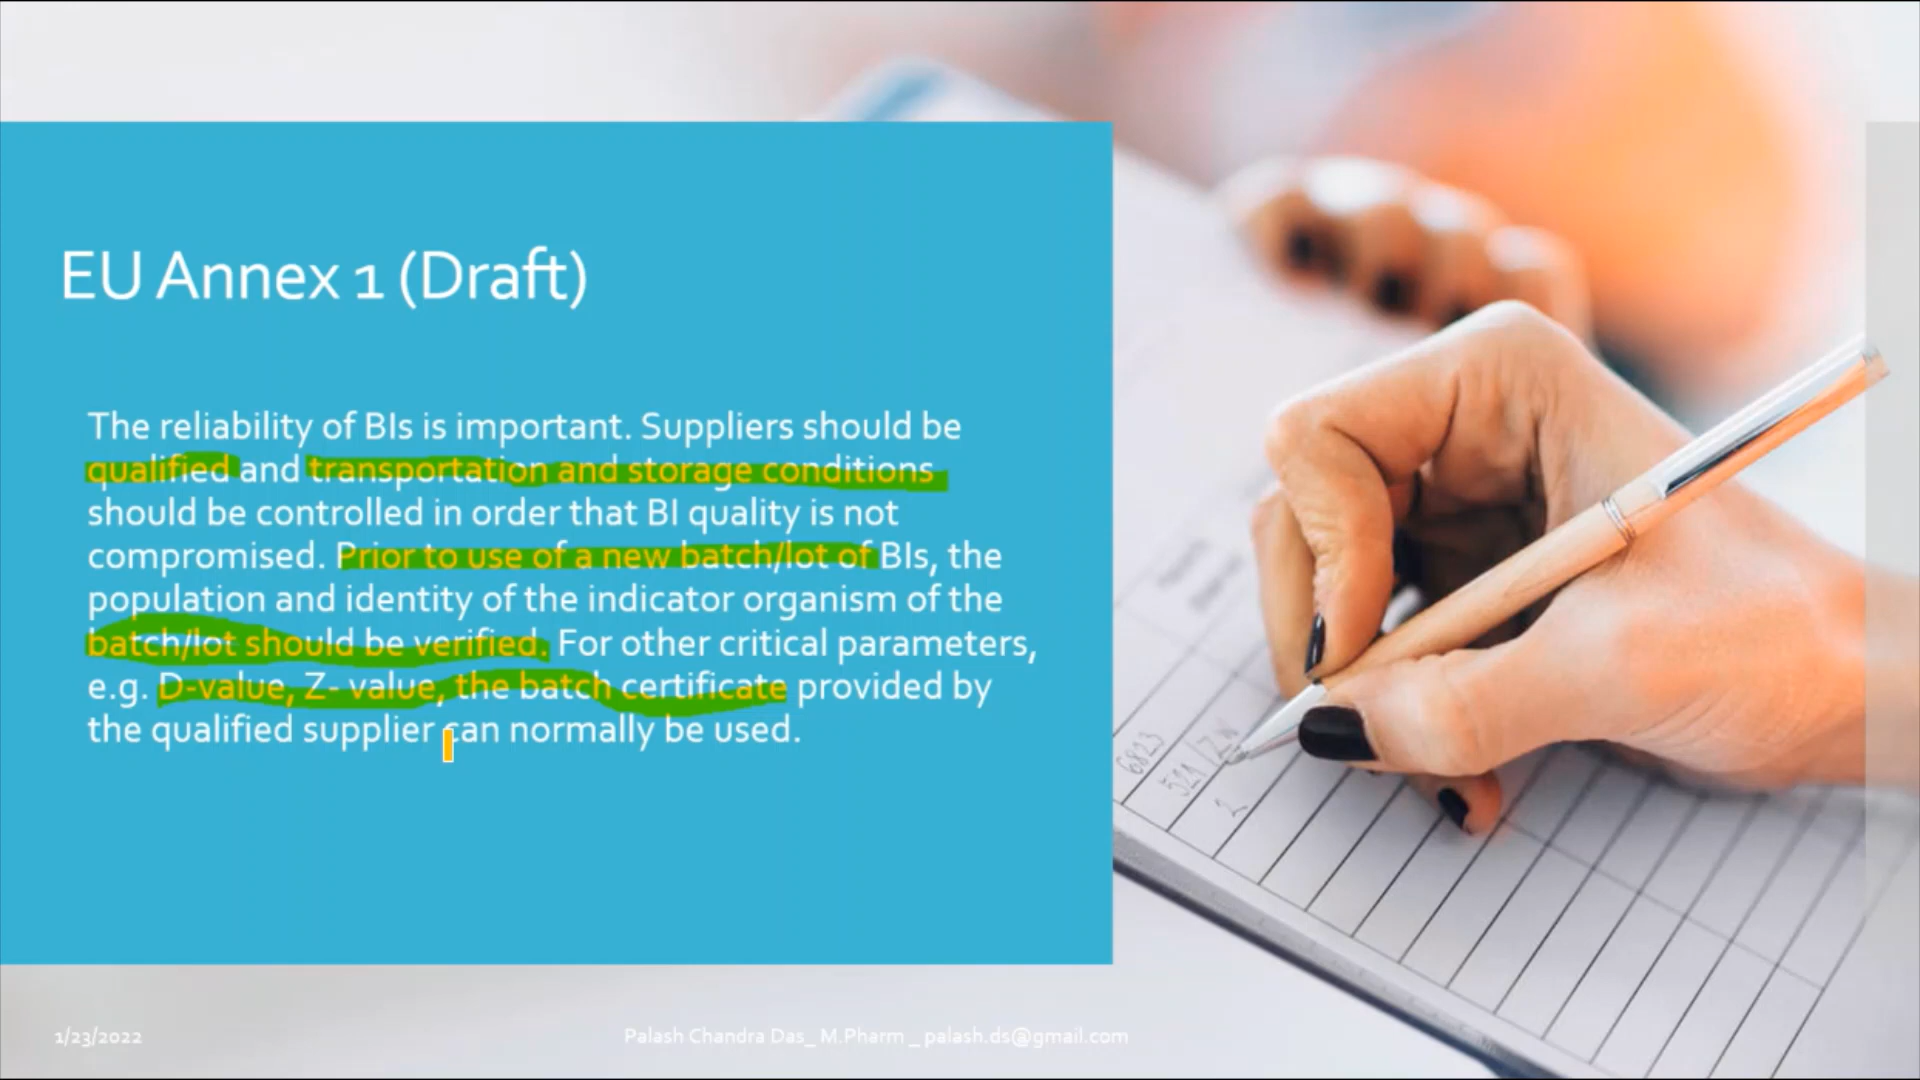 EU Annex 1 (Draft)
The reliability of BIs is important. Suppliers should be
qualified and transportation and storage conditions
should be controlled in order that BI quality is not
compromised. Prior to use of a new batch/lot of BIs, the
population and identity of the indicator organism of the
batch/lot should be verified. For other critical parameters,
e.g. D-value, Z- value, the batch certificate provided by
the qualified supplier can normally be used.
6823
521
2
1/23/2022
Palash Chandra Das_ M.Pharm _ palash.ds@gmail.com